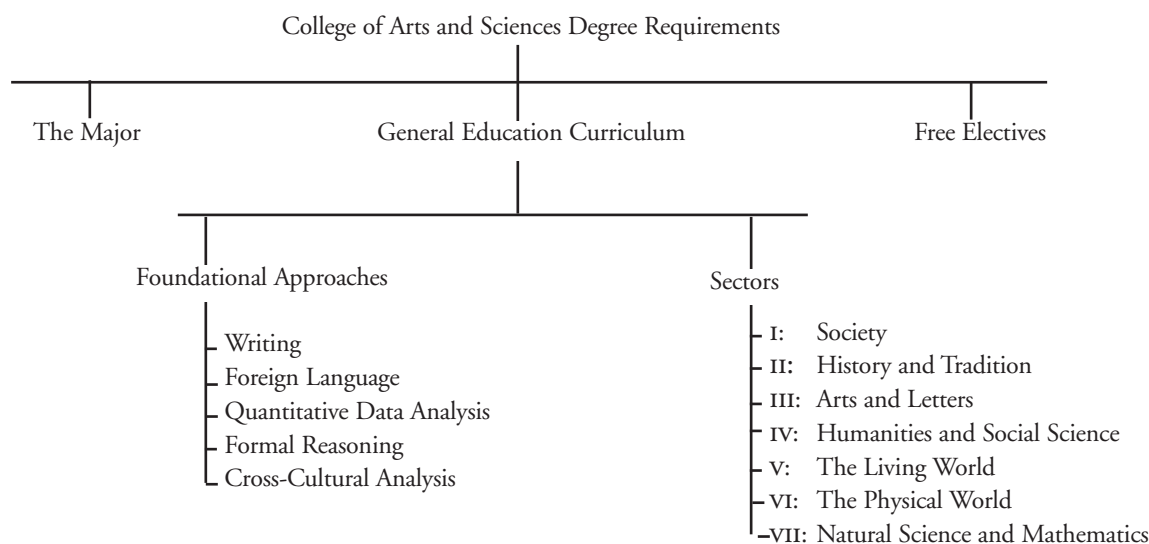 College of Arts and Sciences Degree Requirements
The Major
General Education Curriculum
Free Electives
Foundational Approaches
Writing
Foreign Language
Quantitative Data Analysis
Formal Reasoning
Cross-Cultural Analysis
Sectors
I: Society
II: History and Tradition
III: Arts and Letters
IV: Humanities and Social Science
V: The Living World
VI: The Physical World
VII: Natural Science and Mathematics